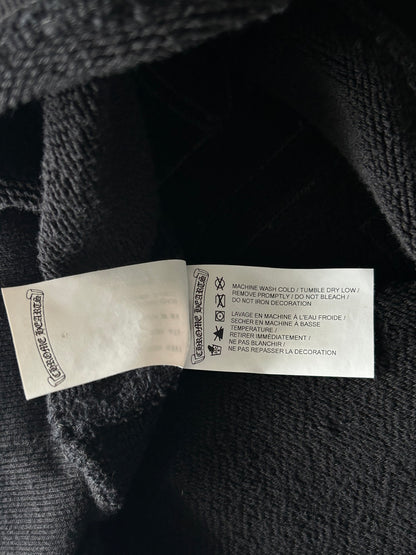 CHROME HEARTS
CHROME HEARTS
MACHINE WASH COLD / TUMBLE DRY LOW /
REMOVE PROMPTLY / DO NOT BLEACH /
DO NOT IRON DECORATION
LAVAGE EN MACHINE À L'EAU FROIDE /
SECHER EN MACHINE A BASSE
TEMPERATURE /
RETIRER IMMÉDIATEMENT /
NE PAS BLANCHIR /
NE PAS REPASSER LA DECORATION